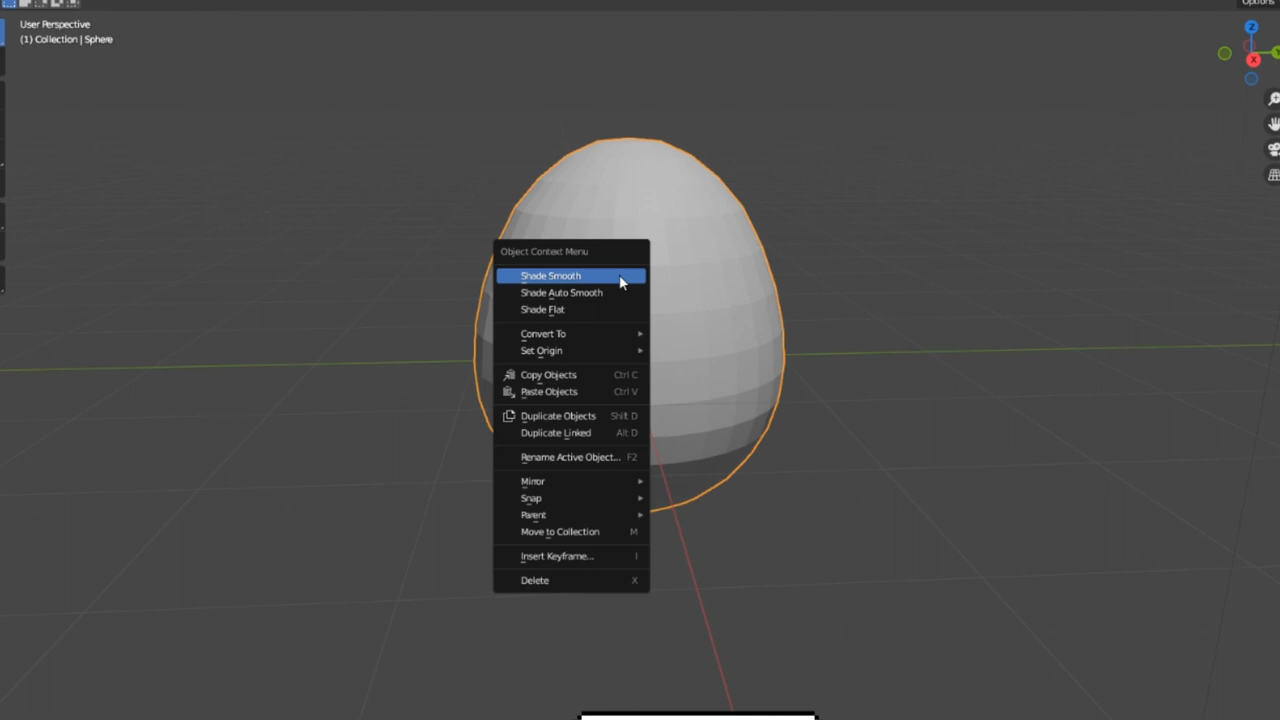 Options
User Perspective
(1) Collection | Sphere
Z
X
Object Context Menu
Shade Smooth
Shade Auto Smooth
Shade Flat
Convert To
Set Origin
Copy Objects Ctrl C
Paste Objects Ctrl V
Duplicate Objects Shift D
Duplicate Linked Alt D
Rename Active Object... F2
Mirror
Snap
Parent
Move to Collection M
Insert Keyframe... I
Delete X